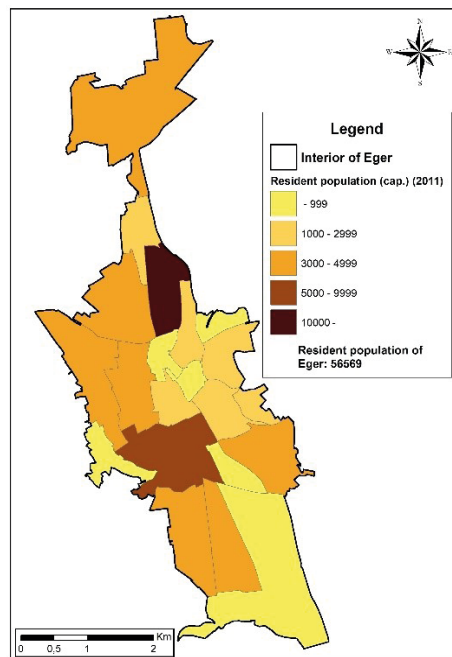 N
W
E
S
Legend
Interior of Eger
Resident population (cap.) (2011)
- 999
1000 - 2999
3000 - 4999
5000 - 9999
10000 -
Resident population of
Eger: 56569
Km
0 0,5 1 2